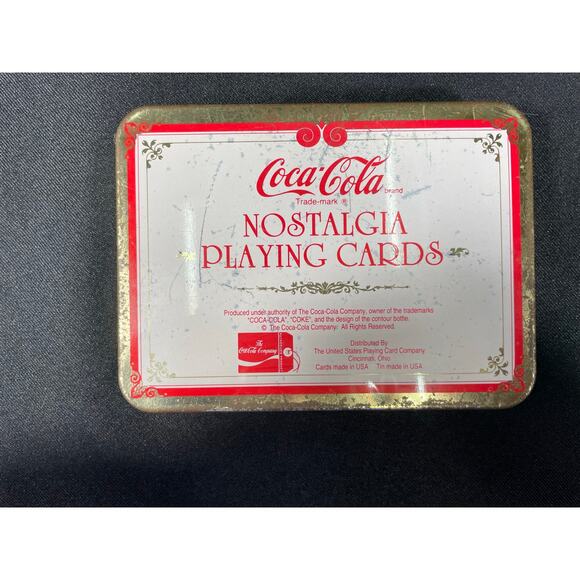 Coca-Cola brand
Trade-mark ®
NOSTALGIA
PLAYING CARDS
Produced under authority of The Coca-Cola Company, owner of the trademarks
"COCA-COLA", "COKE", and the design of the contour bottle.
© The Coca-Cola Company. All Rights Reserved.
The
Coca-Cola Company
Distributed By
The United States Playing Card Company
Cincinnati, Ohio
Cards made in USA Tin made in USA